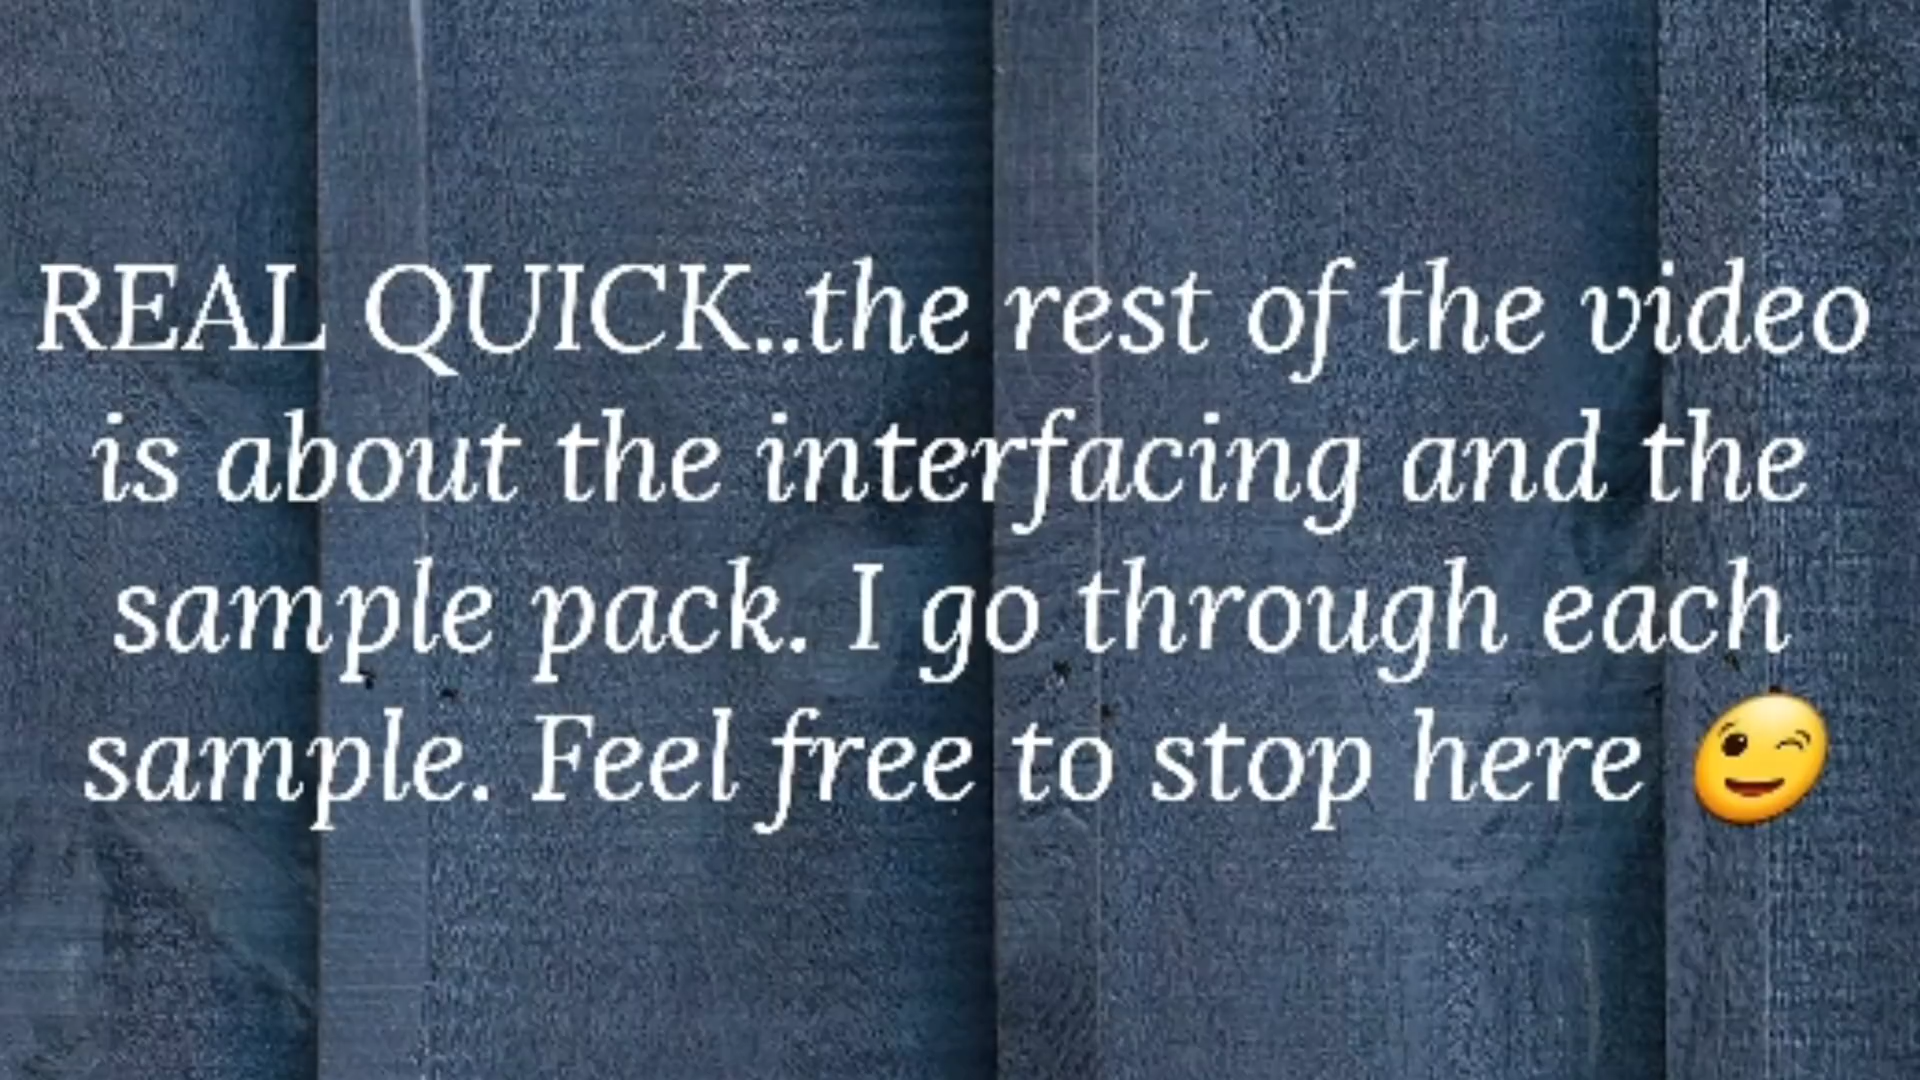 REAL QUICK..the rest of the video
is about the interfacing and the
sample pack. I go through each
sample. Feel free to stop here 😉